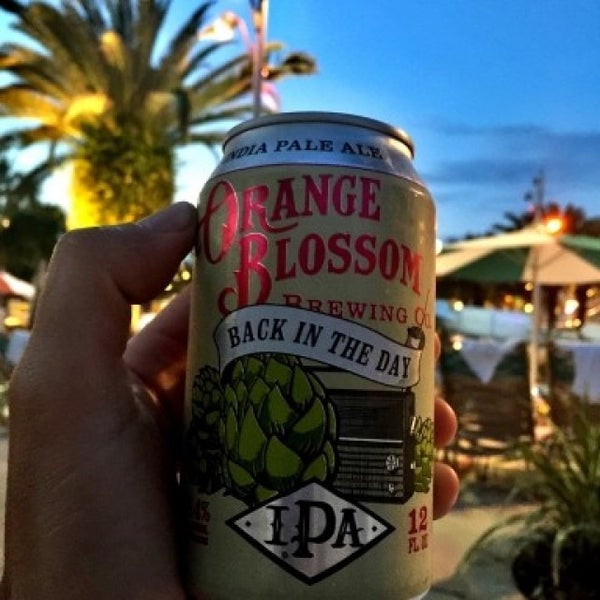 INDIA PALE ALE
ORANGE
BLOSSOM
BREWING CO.
BACK IN THE DAY
I.P.A
12
FL OZ